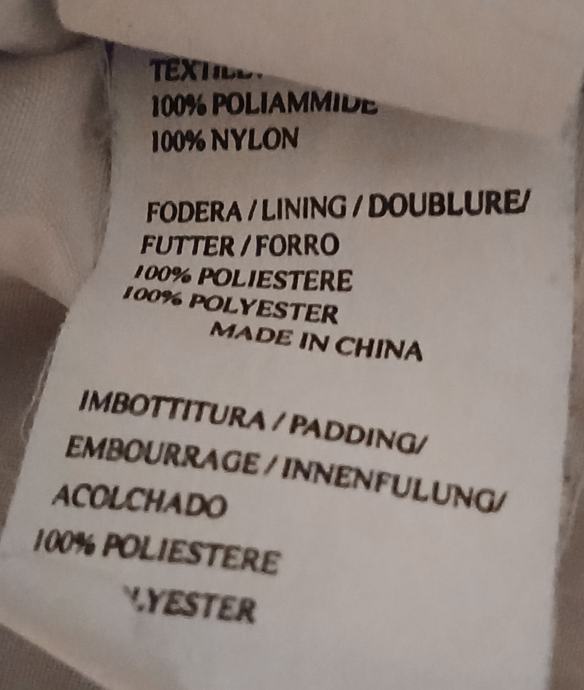 100% POLIAMMIDE
100% NYLON
FODERA / LINING / DOUBLURE/
FUTTER / FORRO
100% POLIESTERE
100% POLYESTER
MADE IN CHINA
IMBOTTITURA / PADDING/
EMBOURRAGE / INNENFULUNG/
ACOLCHADO
100% POLIESTERE
LYESTER